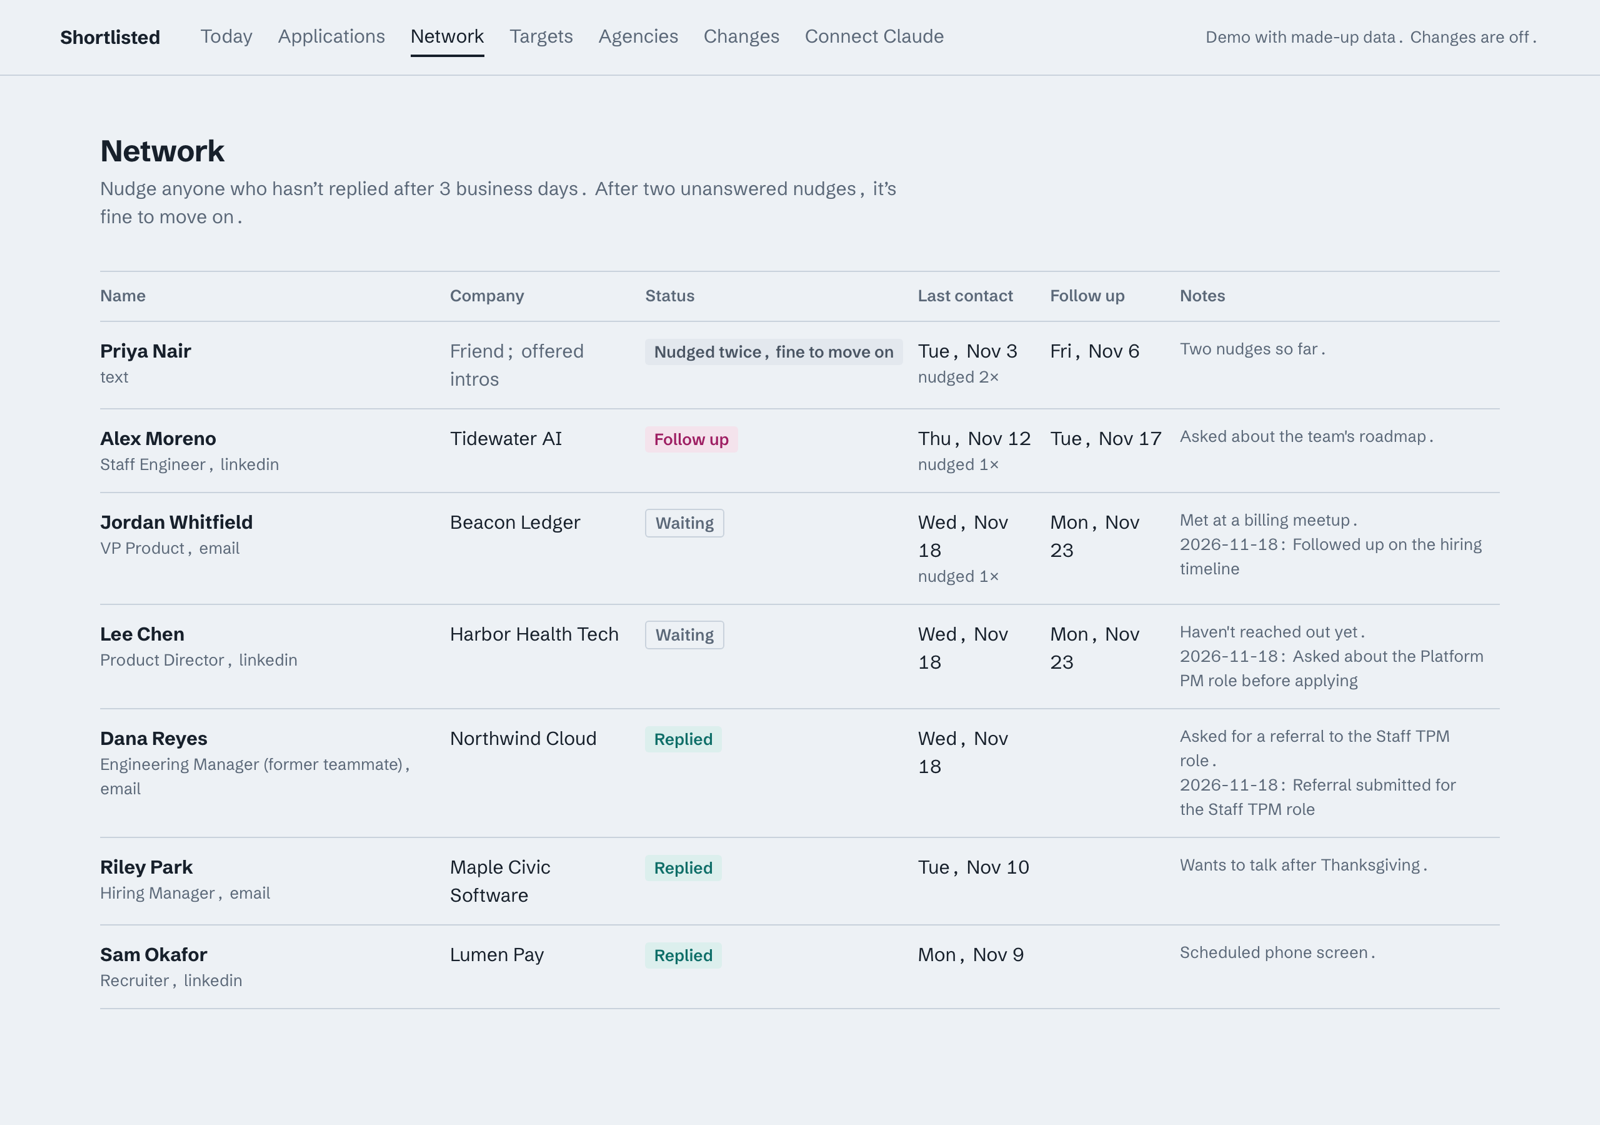 Shortlisted Today Applications Network Targets Agencies Changes Connect Claude Demo with made-up data. Changes are off.
Network
Nudge anyone who hasn’t replied after 3 business days. After two unanswered nudges, it’s
fine to move on.
Name Company Status Last contact Follow up Notes
Priya Nair
text
Friend; offered
intros
Nudged twice, fine to move on
Tue, Nov 3
nudged 2×
Fri, Nov 6
Two nudges so far.
Alex Moreno
Staff Engineer, linkedin
Tidewater AI
Follow up
Thu, Nov 12
nudged 1×
Tue, Nov 17
Asked about the team's roadmap.
Jordan Whitfield
VP Product, email
Beacon Ledger
Waiting
Wed, Nov
18
nudged 1×
Mon, Nov
23
Met at a billing meetup.
2026-11-18: Followed up on the hiring
timeline
Lee Chen
Product Director, linkedin
Harbor Health Tech
Waiting
Wed, Nov
18
Mon, Nov
23
Haven't reached out yet.
2026-11-18: Asked about the Platform
PM role before applying
Dana Reyes
Engineering Manager (former teammate),
email
Northwind Cloud
Replied
Wed, Nov
18
Asked for a referral to the Staff TPM
role.
2026-11-18: Referral submitted for
the Staff TPM role
Riley Park
Hiring Manager, email
Maple Civic
Software
Replied
Tue, Nov 10
Wants to talk after Thanksgiving.
Sam Okafor
Recruiter, linkedin
Lumen Pay
Replied
Mon, Nov 9
Scheduled phone screen.